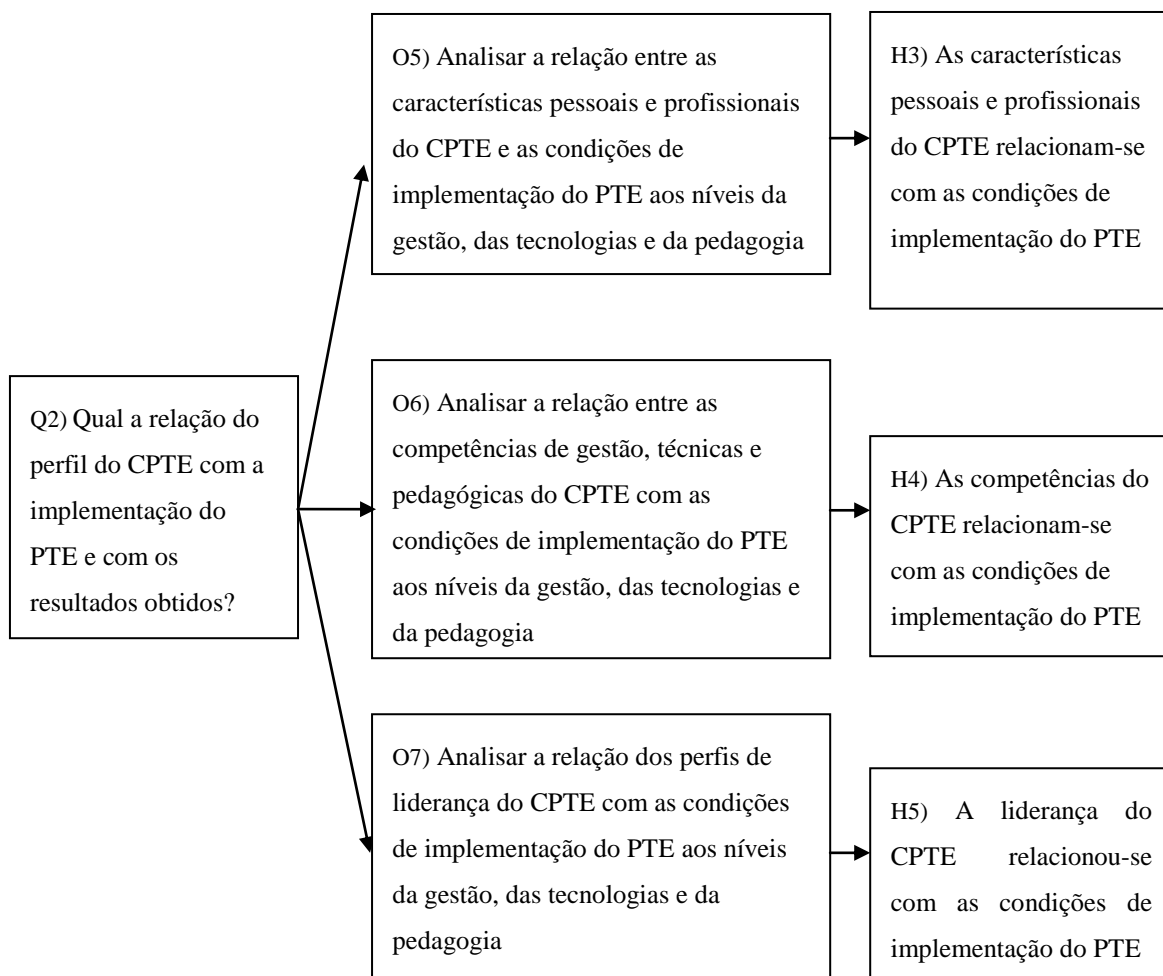 O5) Analisar a relação entre as
características pessoais e profissionais
do CPTE e as condições de
implementação do PTE aos níveis da
gestão, das tecnologias e da pedagogia
H3) As características
pessoais e profissionais
do CPTE relacionam-se
com as condições de
implementação do PTE
Q2) Qual a relação do
perfil do CPTE com a
implementação do
PTE e com os
resultados obtidos?
O6) Analisar a relação entre as
competências de gestão, técnicas e
pedagógicas do CPTE com as
condições de implementação do PTE
aos níveis da gestão, das tecnologias e
da pedagogia
H4) As competências do
CPTE relacionam-se
com as condições de
implementação do PTE
O7) Analisar a relação dos perfis de
liderança do CPTE com as condições
de implementação do PTE aos níveis
da gestão, das tecnologias e da
pedagogia
H5) A liderança do
CPTE relacionou-se
com as condições de
implementação do PTE